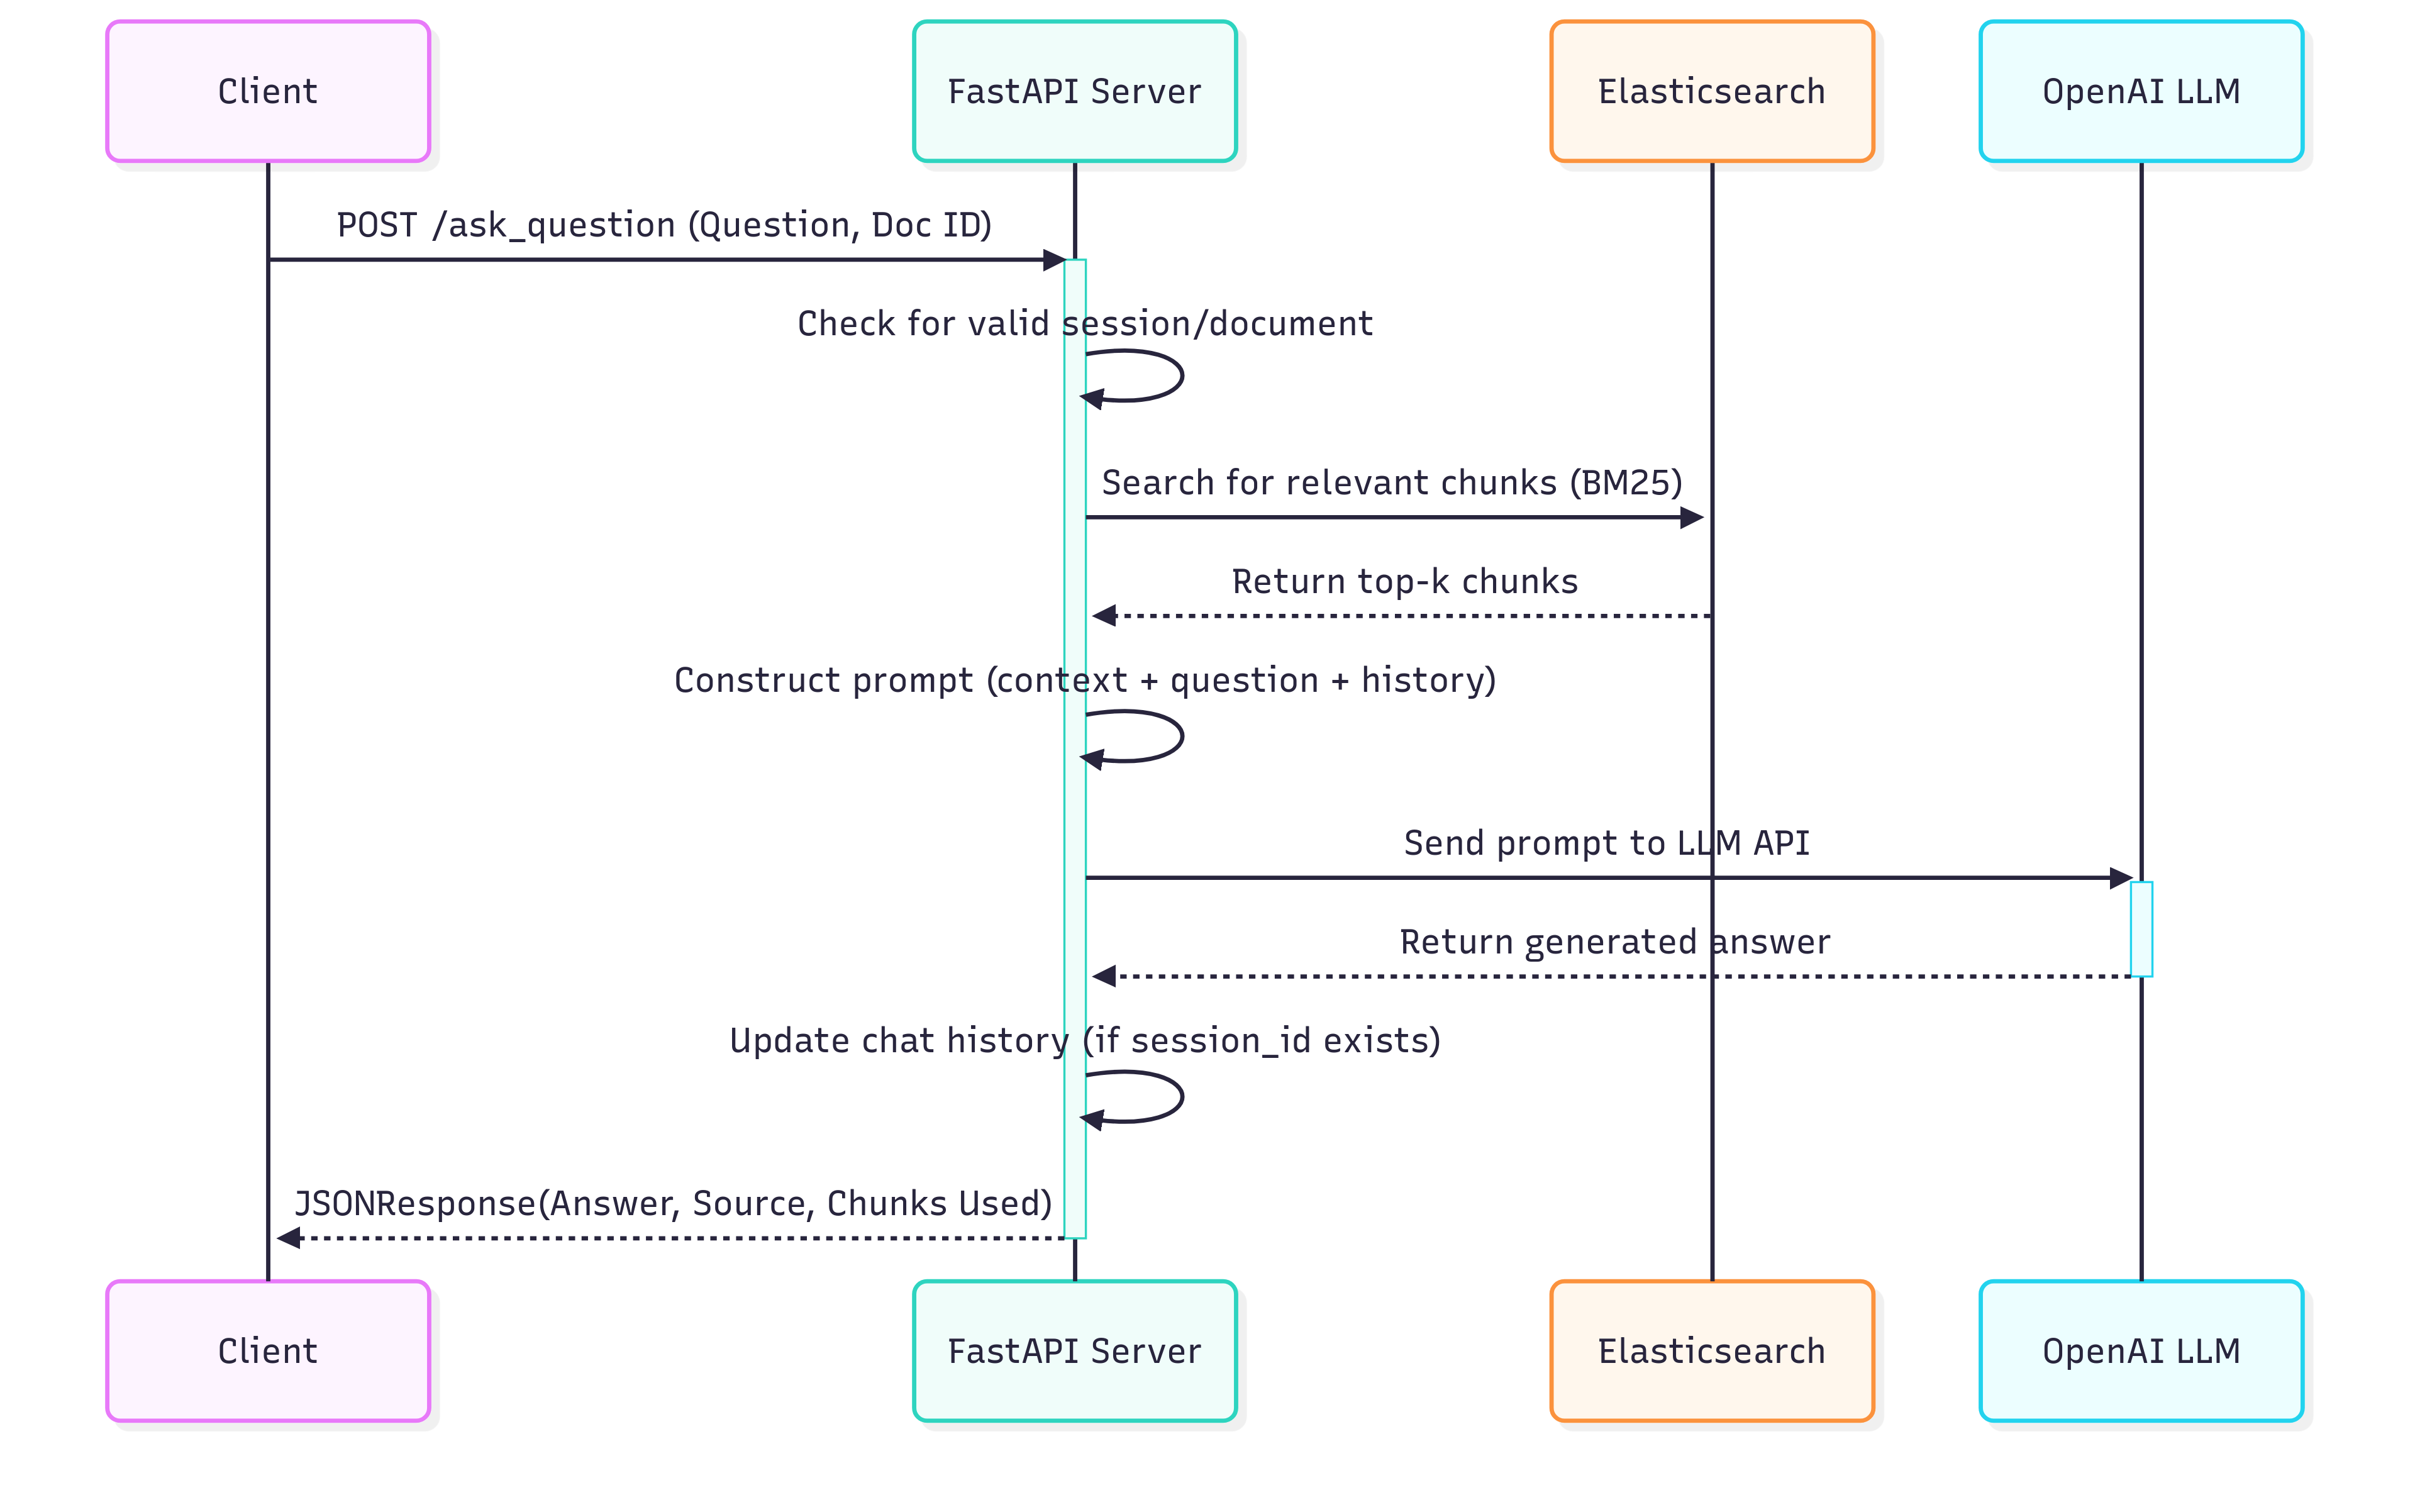 Client
FastAPI Server
Elasticsearch
OpenAI LLM
POST /ask_question (Question, Doc ID)
Check for valid session/document
Search for relevant chunks (BM25)
Return top-k chunks
Construct prompt (context + question + history)
Send prompt to LLM API
Return generated answer
Update chat history (if session_id exists)
JSONResponse(Answer, Source, Chunks Used)
Client
FastAPI Server
Elasticsearch
OpenAI LLM